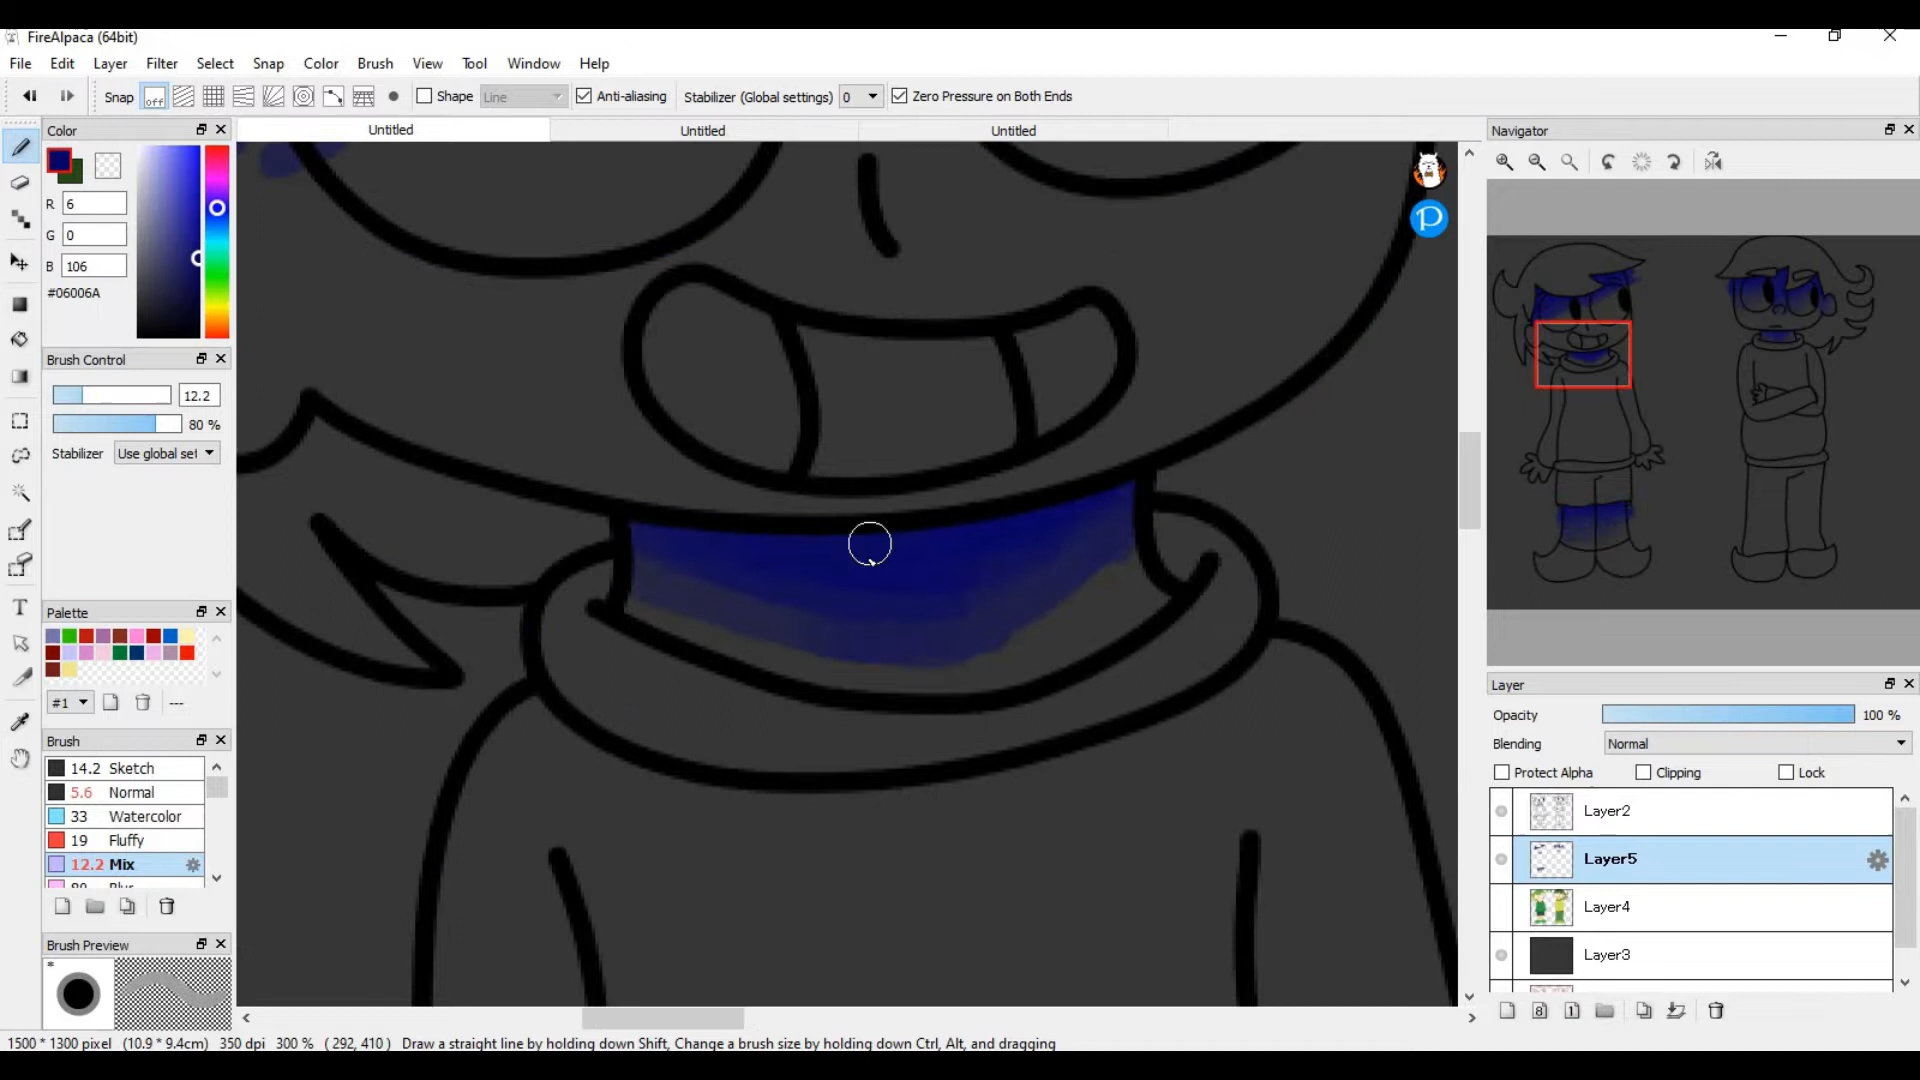 FireAlpaca (64bit)
File Edit Layer Filter Select Snap Color Brush View Tool Window Help
Snap off Shape Line Anti-aliasing Stabilizer (Global settings) 0 Zero Pressure on Both Ends
Color Untitled Untitled Untitled Navigator
R 6
G 0
B 106
#06006A
Brush Control
12.2
80 %
Stabilizer Use global set
Palette
#1 ---
Brush
14.2 Sketch
5.6 Normal
33 Watercolor
19 Fluffy
12.2 Mix
Brush Preview
*
P
Layer
Opacity 100 %
Blending Normal
Protect Alpha Clipping Lock
Layer2
Layer5
Layer4
Layer3
8 1
T
1500 * 1300 pixel (10.9 * 9.4cm) 350 dpi 300 % ( 292, 410 ) Draw a straight line by holding down Shift, Change a brush size by holding down Ctrl, Alt, and dragging